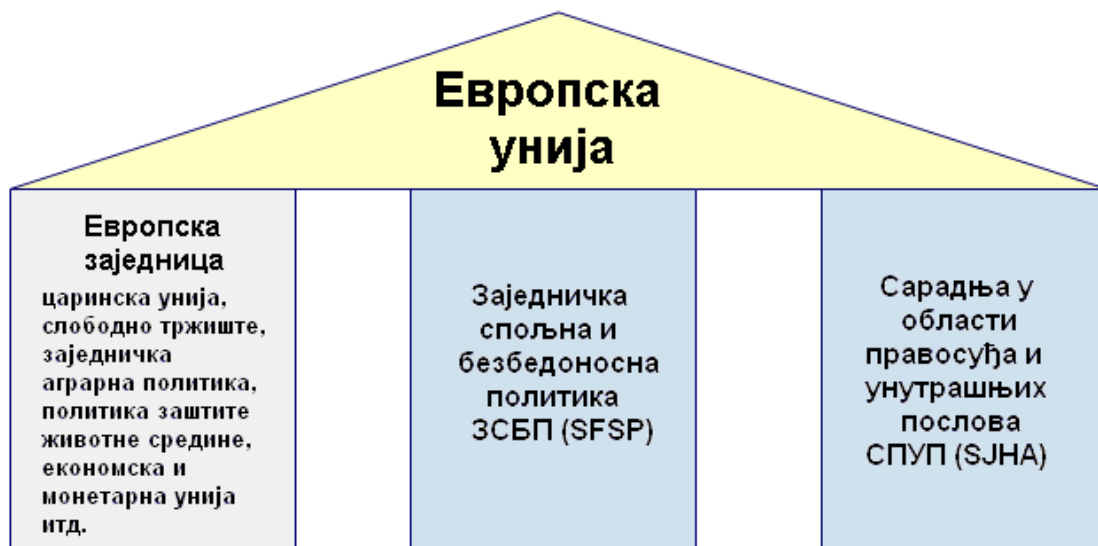 Европска
унија
Европска
заједница
царинска унија,
слободно тржиште,
заједничка
аграрна политика,
политика заштите
животне средине,
економска и
монетарна унија
итд.
Заједничка
спољна и
безбедоносна
политика
ЗСБП (SFSP)
Сарадња у
области
правосуђа и
унутрашњих
послова
СПУП (SJHA)